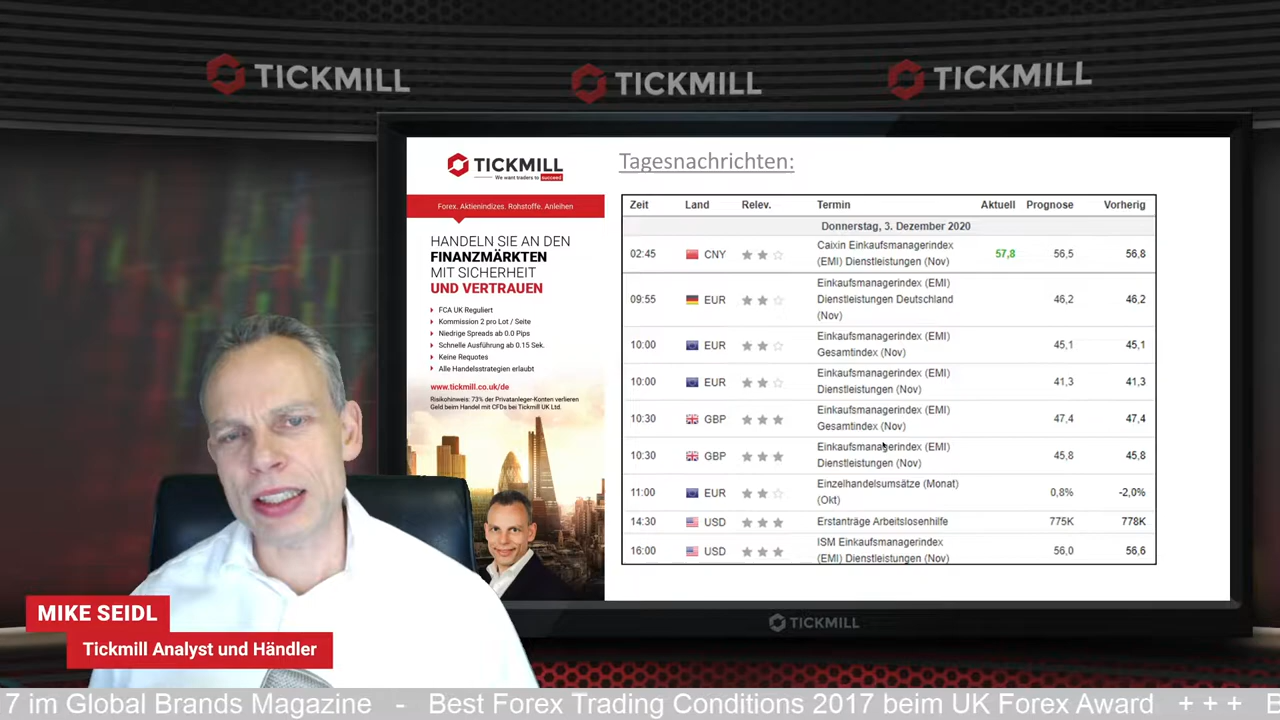 TICKMILL
TICKMILL
TICKMILL
TICKMILL
We want traders to succeed
Forex. Aktienindizes. Rohstoffe. Anleihen
HANDELN SIE AN DEN
FINANZMÄRKTEN
MIT SICHERHEIT
UND VERTRAUEN
FCA UK Reguliert
Kommission 2 pro Lot / Seite
Niedrige Spreads ab 0.0 Pips
Schnelle Ausführung ab 0.15 Sek.
Keine Requotes
Alle Handelsstrategien erlaubt
www.tickmill.co.uk/de
Risikohinweis: 73% der Privatanleger-Konten verlieren
Geld beim Handel mit CFDs bei Tickmill UK Ltd.
Tagesnachrichten:
Zeit Land Relev. Termin Aktuell Prognose Vorherig
Donnerstag, 3. Dezember 2020
02:45 CNY Caixin Einkaufsmanagerindex 57,8 56,5 56,8
(EMI) Dienstleistungen (Nov)
09:55 EUR Einkaufsmanagerindex (EMI) 46,2 46,2
Dienstleistungen Deutschland
(Nov)
10:00 EUR Einkaufsmanagerindex (EMI) 45,1 45,1
Gesamtindex (Nov)
10:00 EUR Einkaufsmanagerindex (EMI) 41,3 41,3
Dienstleistungen (Nov)
10:30 GBP Einkaufsmanagerindex (EMI) 47,4 47,4
Gesamtindex (Nov)
10:30 GBP Einkaufsmanagerindex (EMI) 45,8 45,8
Dienstleistungen (Nov)
11:00 EUR Einzelhandelsumsätze (Monat) 0,8% -2,0%
(Okt)
14:30 USD Erstanträge Arbeitslosenhilfe 775K 778K
16:00 USD ISM Einkaufsmanagerindex 56,0 56,6
(EMI) Dienstleistungen (Nov)
TICKMILL
MIKE SEIDL
Tickmill Analyst und Händler
7 im Global Brands Magazine - Best Forex Trading Conditions 2017 beim UK Forex Award + + + B